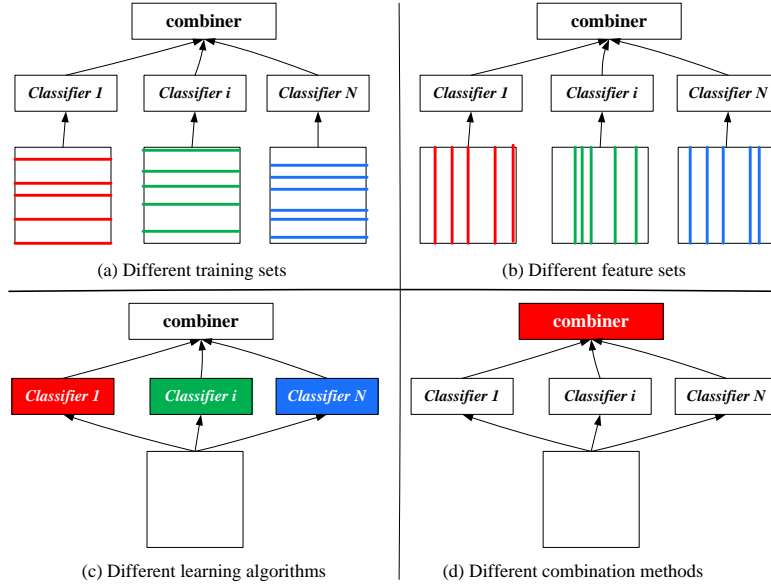 combiner
Classifier 1
Classifier i
Classifier N
(a) Different training sets
combiner
Classifier 1
Classifier i
Classifier N
(b) Different feature sets
combiner
Classifier 1
Classifier i
Classifier N
(c) Different learning algorithms
combiner
Classifier 1
Classifier i
Classifier N
(d) Different combination methods